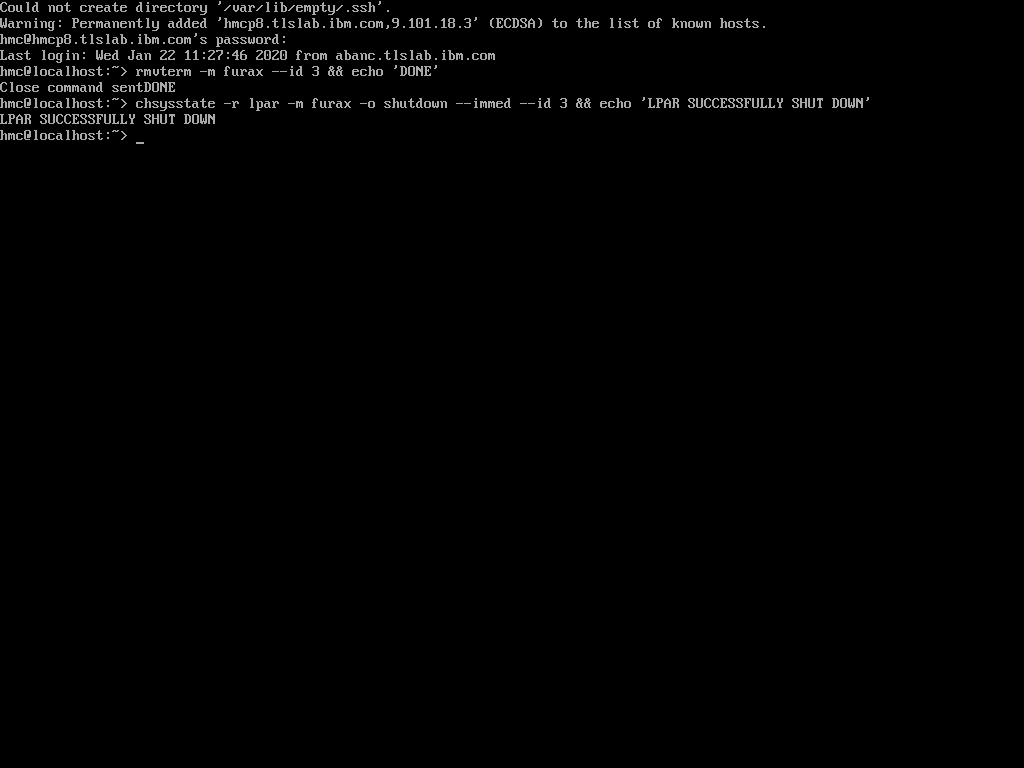 Could not create directory '/var/lib/empty/.ssh'.
Warning: Permanently added 'hmcp8.tlslab.ibm.com,9.101.18.3' (ECDSA) to the list of known hosts.
hmc@hmcp8.tlslab.ibm.com's password:
Last login: Wed Jan 22 11:27:46 2020 from abanc.tlslab.ibm.com
hmc@localhost:~> rmvterm -m furax --id 3 && echo 'DONE'
Close command sentDONE
hmc@localhost:~> chsysstate -r lpar -m furax -o shutdown --immed --id 3 && echo 'LPAR SUCCESSFULLY SHUT DOWN'
LPAR SUCCESSFULLY SHUT DOWN
hmc@localhost:~> _